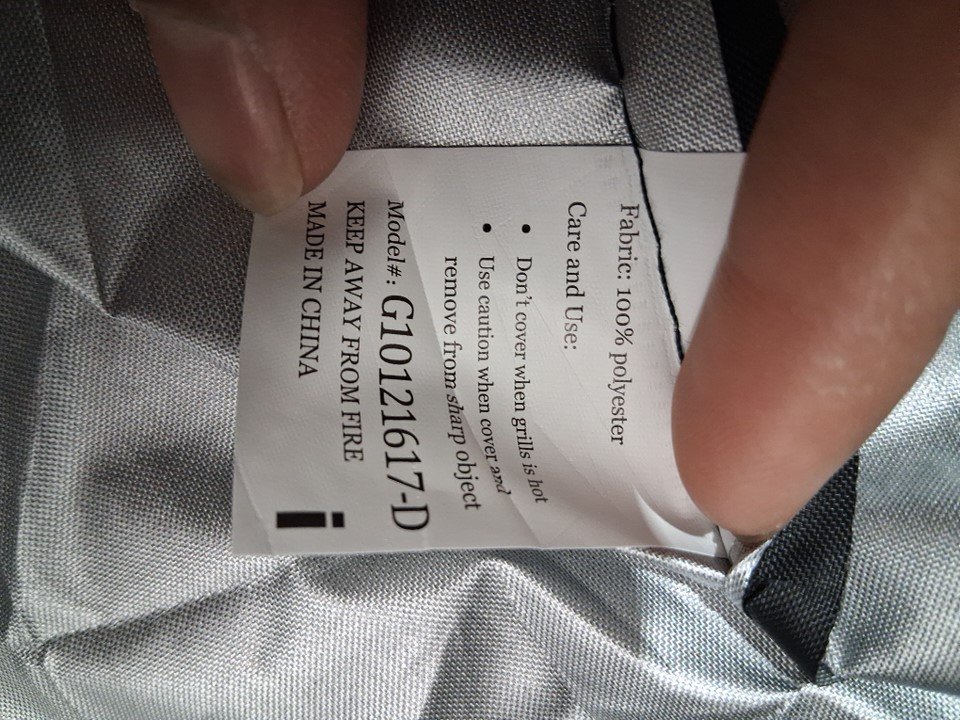 Fabric: 100% polyester
Care and Use:
• Don't cover when grills is hot
• Use caution when cover and
remove from sharp object
Model#: G10121617-D
KEEP AWAY FROM FIRE
MADE IN CHINA
i